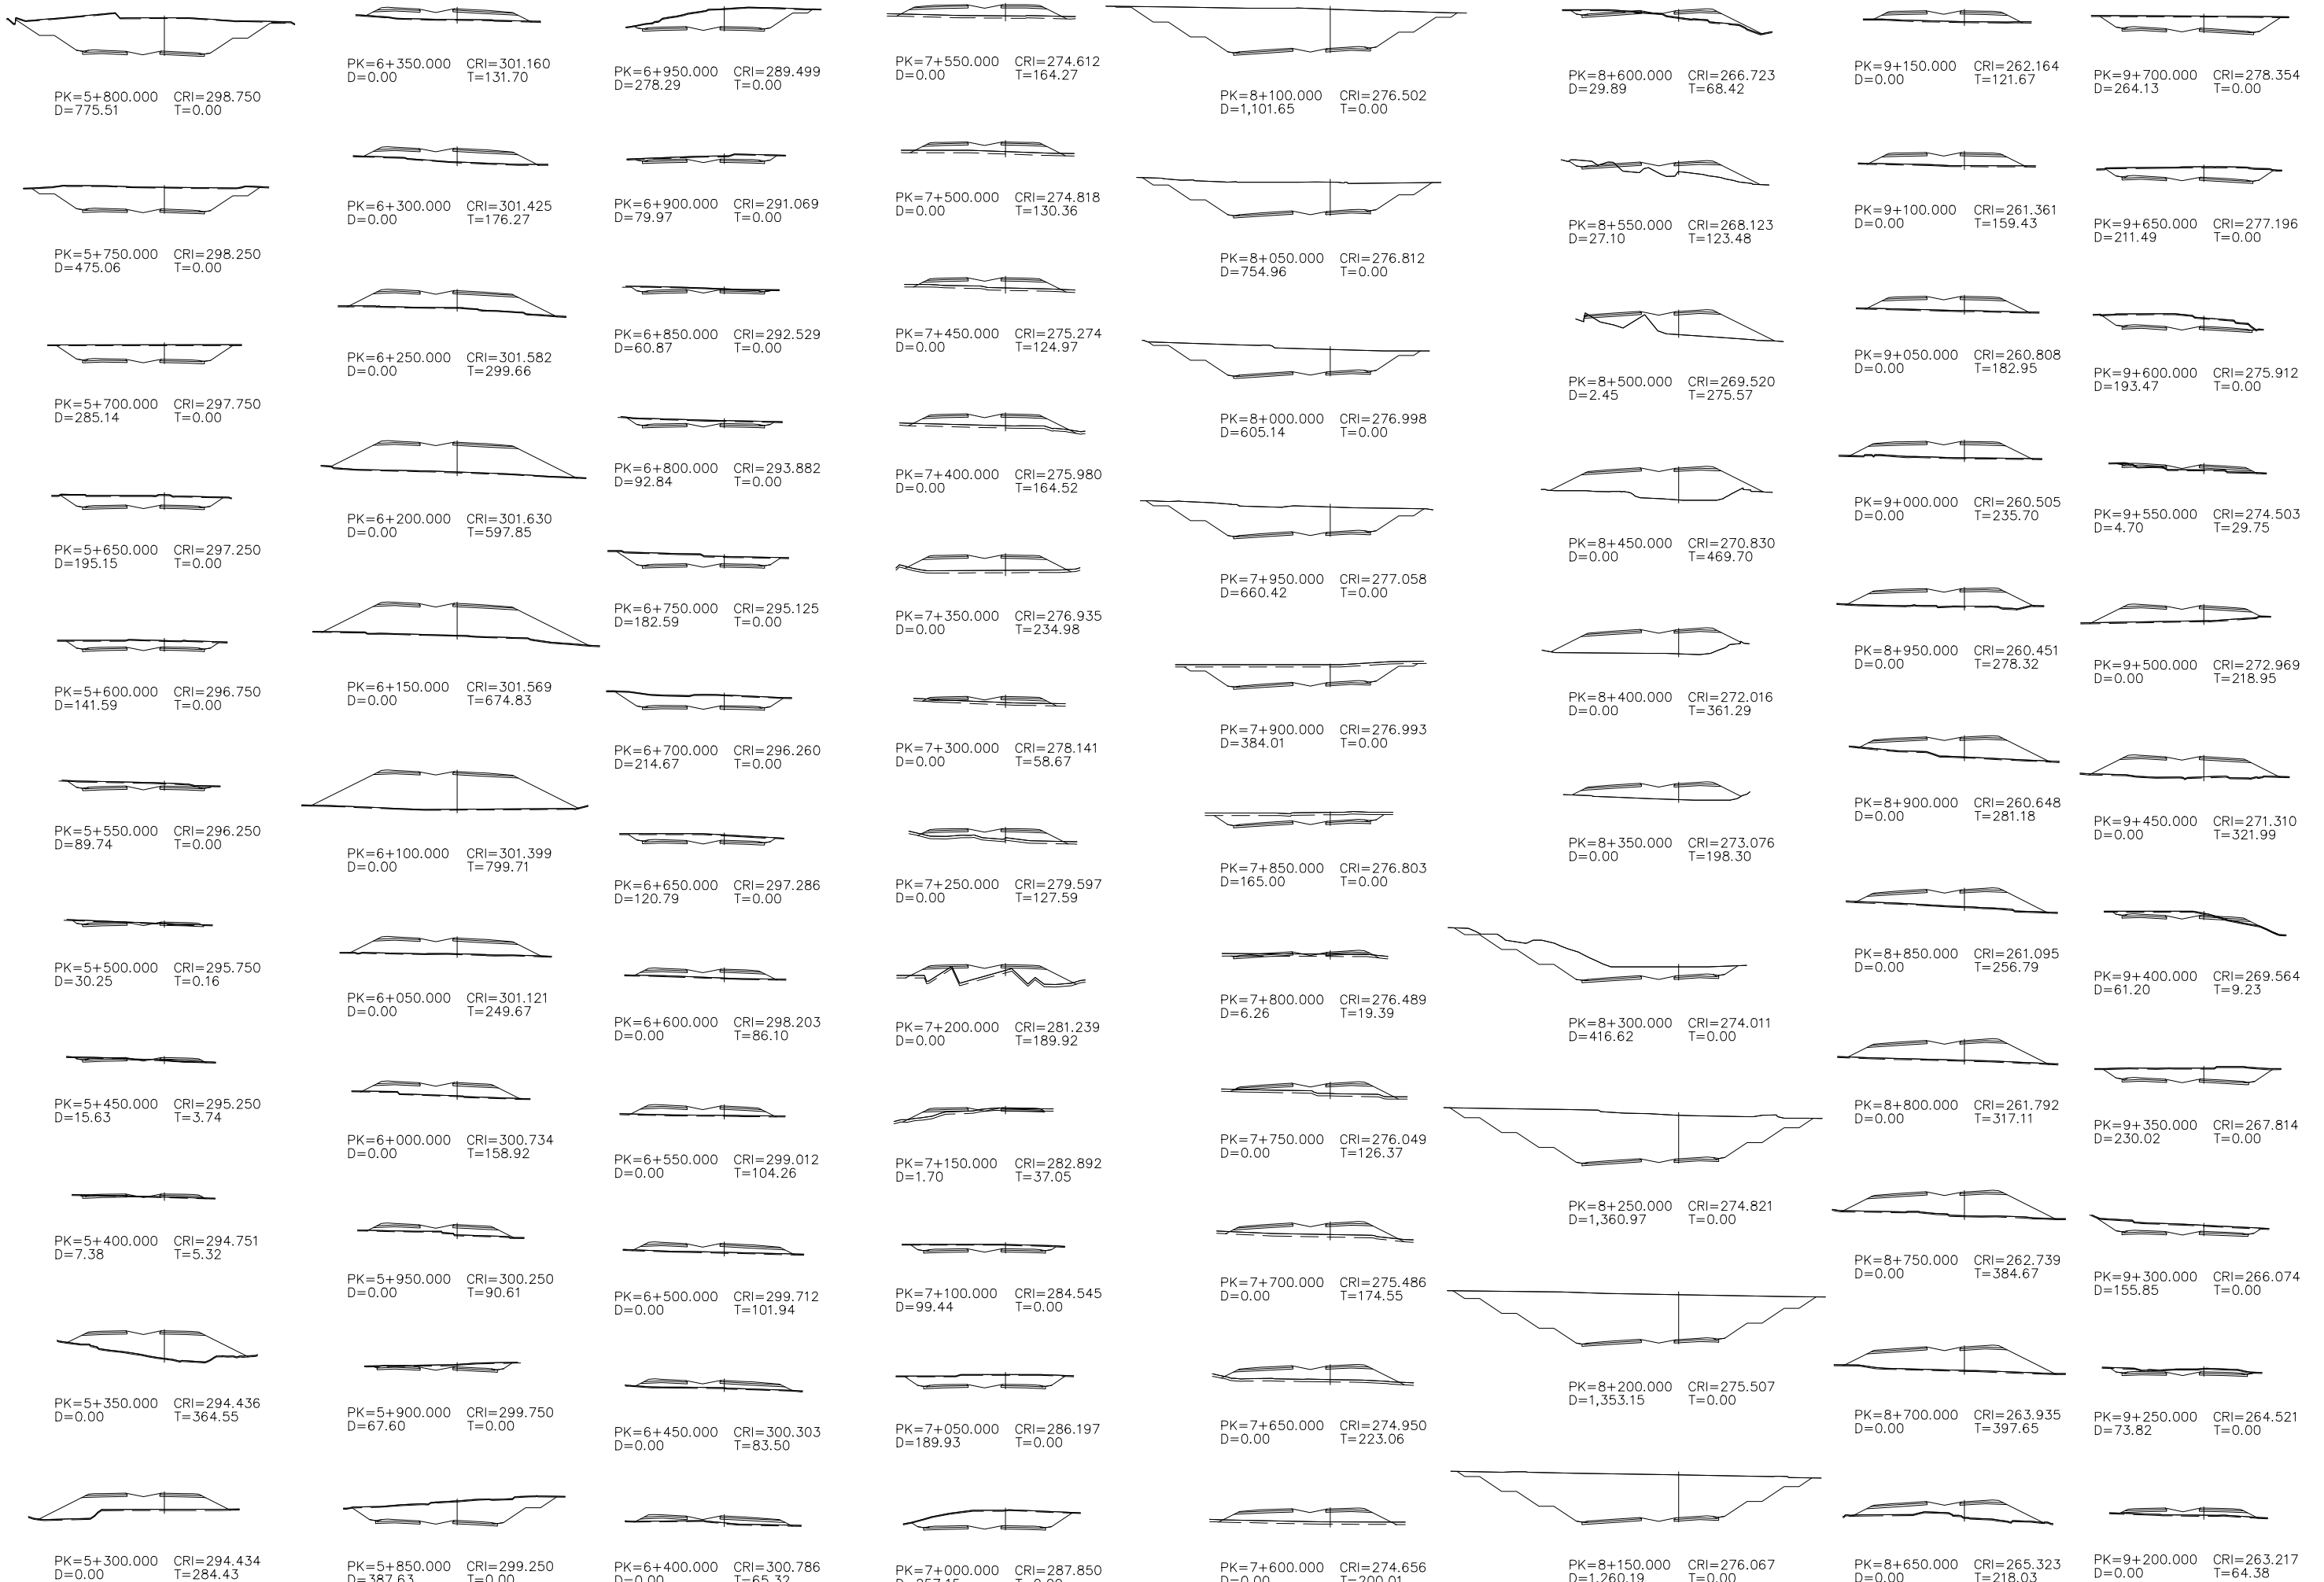 PK=5+800.000 CRI=298.750
D=775.51 T=0.00
PK=5+750.000 CRI=298.250
D=475.06 T=0.00
PK=5+700.000 CRI=297.750
D=285.14 T=0.00
PK=5+650.000 CRI=297.250
D=195.15 T=0.00
PK=5+600.000 CRI=296.750
D=141.59 T=0.00
PK=5+550.000 CRI=296.250
D=89.74 T=0.00
PK=5+500.000 CRI=295.750
D=30.25 T=0.16
PK=5+450.000 CRI=295.250
D=15.63 T=3.74
PK=5+400.000 CRI=294.751
D=7.38 T=5.32
PK=5+350.000 CRI=294.436
D=0.00 T=364.55
PK=5+300.000 CRI=294.434
D=0.00 T=284.43
PK=6+350.000 CRI=301.160
D=0.00 T=131.70
PK=6+300.000 CRI=301.425
D=0.00 T=176.27
PK=6+250.000 CRI=301.582
D=0.00 T=299.66
PK=6+200.000 CRI=301.630
D=0.00 T=597.85
PK=6+150.000 CRI=301.569
D=0.00 T=674.83
PK=6+100.000 CRI=301.399
D=0.00 T=799.71
PK=6+050.000 CRI=301.121
D=0.00 T=249.67
PK=6+000.000 CRI=300.734
D=0.00 T=158.92
PK=5+950.000 CRI=300.250
D=0.00 T=90.61
PK=5+900.000 CRI=299.750
D=67.60 T=0.00
PK=5+850.000 CRI=299.250
D=387.63 T=0.00
PK=6+950.000 CRI=289.499
D=278.29 T=0.00
PK=6+900.000 CRI=291.069
D=79.97 T=0.00
PK=6+850.000 CRI=292.529
D=60.87 T=0.00
PK=6+800.000 CRI=293.882
D=92.84 T=0.00
PK=6+750.000 CRI=295.125
D=182.59 T=0.00
PK=6+700.000 CRI=296.260
D=214.67 T=0.00
PK=6+650.000 CRI=297.286
D=120.79 T=0.00
PK=6+600.000 CRI=298.203
D=0.00 T=86.10
PK=6+550.000 CRI=299.012
D=0.00 T=104.26
PK=6+500.000 CRI=299.712
D=0.00 T=101.94
PK=6+450.000 CRI=300.303
D=0.00 T=83.50
PK=6+400.000 CRI=300.786
D=0.00 T=65.32
PK=7+550.000 CRI=274.612
D=0.00 T=164.27
PK=7+500.000 CRI=274.818
D=0.00 T=130.36
PK=7+450.000 CRI=275.274
D=0.00 T=124.97
PK=7+400.000 CRI=275.980
D=0.00 T=164.52
PK=7+350.000 CRI=276.935
D=0.00 T=234.98
PK=7+300.000 CRI=278.141
D=0.00 T=58.67
PK=7+250.000 CRI=279.597
D=0.00 T=127.59
PK=7+200.000 CRI=281.239
D=0.00 T=189.92
PK=7+150.000 CRI=282.892
D=1.70 T=37.05
PK=7+100.000 CRI=284.545
D=99.44 T=0.00
PK=7+050.000 CRI=286.197
D=189.93 T=0.00
PK=7+000.000 CRI=287.850
PK=8+100.000 CRI=276.502
D=1,101.65 T=0.00
PK=8+050.000 CRI=276.812
D=754.96 T=0.00
PK=8+000.000 CRI=276.998
D=605.14 T=0.00
PK=7+950.000 CRI=277.058
D=660.42 T=0.00
PK=7+900.000 CRI=276.993
D=384.01 T=0.00
PK=7+850.000 CRI=276.803
D=165.00 T=0.00
PK=7+800.000 CRI=276.489
D=6.26 T=19.39
PK=7+750.000 CRI=276.049
D=0.00 T=126.37
PK=7+700.000 CRI=275.486
D=0.00 T=174.55
PK=7+650.000 CRI=274.950
D=0.00 T=223.06
PK=7+600.000 CRI=274.656
D=0.00 T=200.01
PK=8+600.000 CRI=266.723
D=29.89 T=68.42
PK=8+550.000 CRI=268.123
D=27.10 T=123.48
PK=8+500.000 CRI=269.520
D=2.45 T=275.57
PK=8+450.000 CRI=270.830
D=0.00 T=469.70
PK=8+400.000 CRI=272.016
D=0.00 T=361.29
PK=8+350.000 CRI=273.076
D=0.00 T=198.30
PK=8+300.000 CRI=274.011
D=416.62 T=0.00
PK=8+250.000 CRI=274.821
D=1,360.97 T=0.00
PK=8+200.000 CRI=275.507
D=1,353.15 T=0.00
PK=8+150.000 CRI=276.067
D=1,260.19 T=0.00
PK=9+150.000 CRI=262.164
D=0.00 T=121.67
PK=9+100.000 CRI=261.361
D=0.00 T=159.43
PK=9+050.000 CRI=260.808
D=0.00 T=182.95
PK=9+000.000 CRI=260.505
D=0.00 T=235.70
PK=8+950.000 CRI=260.451
D=0.00 T=278.32
PK=8+900.000 CRI=260.648
D=0.00 T=281.18
PK=8+850.000 CRI=261.095
D=0.00 T=256.79
PK=8+800.000 CRI=261.792
D=0.00 T=317.11
PK=8+750.000 CRI=262.739
D=0.00 T=384.67
PK=8+700.000 CRI=263.935
D=0.00 T=397.65
PK=8+650.000 CRI=265.323
D=0.00 T=218.03
PK=9+700.000 CRI=278.354
D=264.13 T=0.00
PK=9+650.000 CRI=277.196
D=211.49 T=0.00
PK=9+600.000 CRI=275.912
D=193.47 T=0.00
PK=9+550.000 CRI=274.503
D=4.70 T=29.75
PK=9+500.000 CRI=272.969
D=0.00 T=218.95
PK=9+450.000 CRI=271.310
D=0.00 T=321.99
PK=9+400.000 CRI=269.564
D=61.20 T=9.23
PK=9+350.000 CRI=267.814
D=230.02 T=0.00
PK=9+300.000 CRI=266.074
D=155.85 T=0.00
PK=9+250.000 CRI=264.521
D=73.82 T=0.00
PK=9+200.000 CRI=263.217
D=0.00 T=64.38